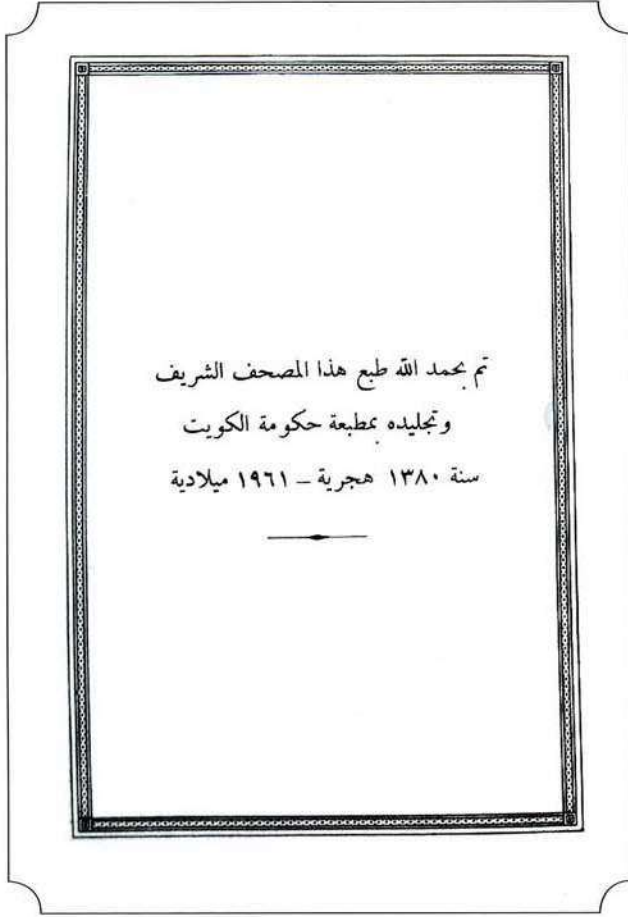 تم بحمد الله طبع هذا المصحف الشريف
وتجليده بمطبعة حكومة الكويت
سنة ١٣٨٠ هجرية – ١٩٦١ ميلادية